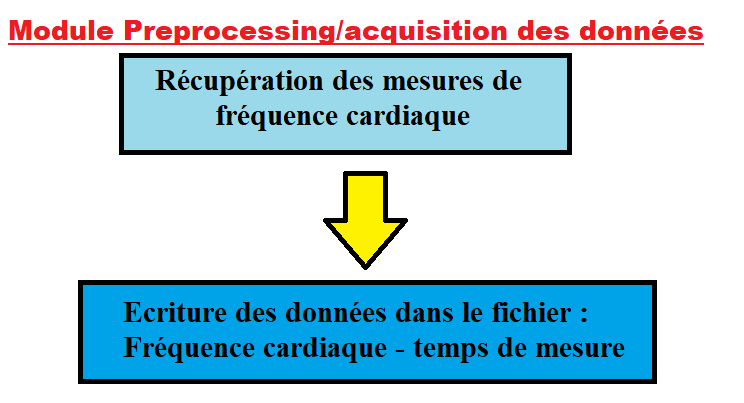 Module Preprocessing/acquisition des données
Récupération des mesures de
fréquence cardiaque
Ecriture des données dans le fichier :
Fréquence cardiaque - temps de mesure